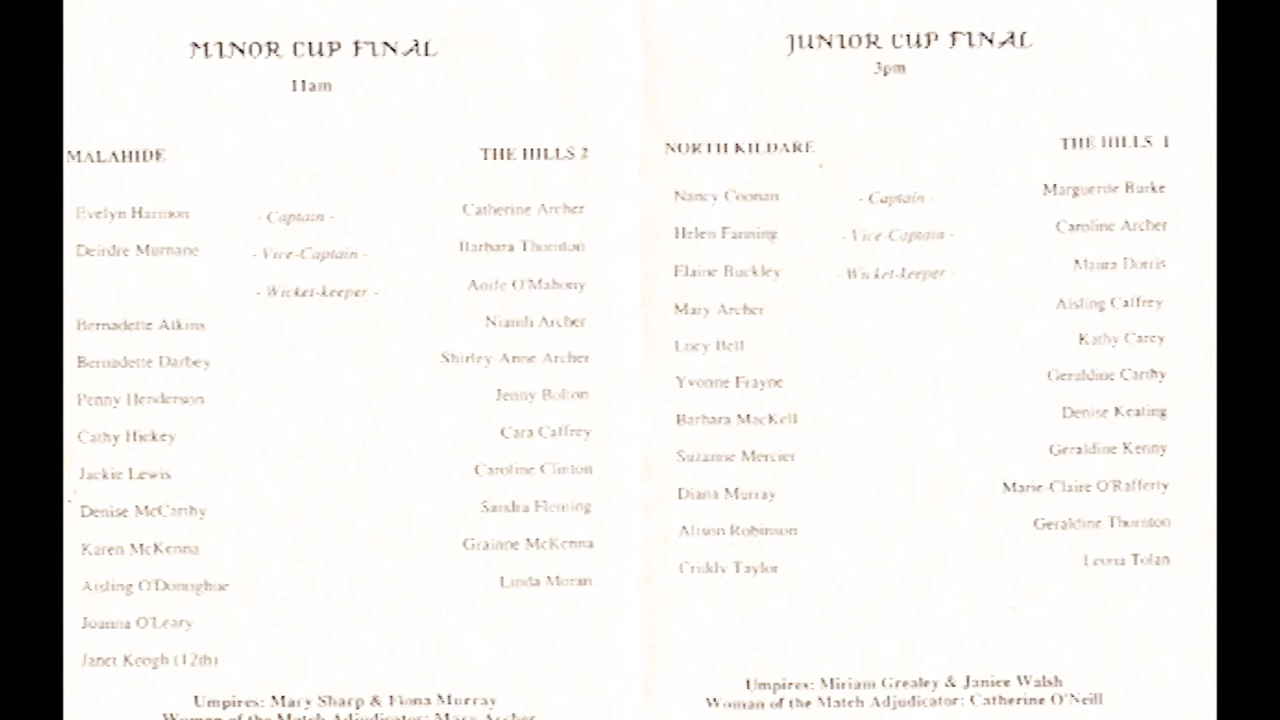 MINOR CUP FINAL
11am
MALAHIDE THE HILLS 2
Evelyn Harmon - Captain - Catherine Archer
Deirdre Murnane - Vice-Captain - Barbara Thornton
- Wicket-keeper - Aoife O'Mahony
Bernadette Atkins Niamh Archer
Bernadette Darbey Shirley-Anne Archer
Penny Henderson Jenny Bolton
Cathy Hickey Cara Caffrey
Jackie Lewis Caroline Clinton
Denise McCarthy Sandra Fleming
Karen McKenna Grainne McKenna
Aisling O'Donoghue Linda Moran
Joanna O'Leary
Janet Keogh (12th)
Umpires: Mary Sharp & Fiona Murray
Woman of the Match Adjudicator: Mary Archer
JUNIOR CUP FINAL
3pm
NORTH KILDARE THE HILLS 1
Nancy Coonan - Captain - Marguerite Burke
Helen Fanning - Vice-Captain - Caroline Archer
Elaine Buckley - Wicket-keeper - Maura Dorris
Mary Archer Aisling Caffrey
Lucy Bell Kathy Carey
Yvonne Frayne Geraldine Carthy
Barbara MacKell Denise Keating
Suzanne Mercier Geraldine Kenny
Diana Murray Marie-Claire O'Rafferty
Alison Robinson Geraldine Thornton
Taylor Leona Tolan
Umpires: Miriam Grealey & Janice Walsh
Woman of the Match Adjudicator: Catherine O'Neill